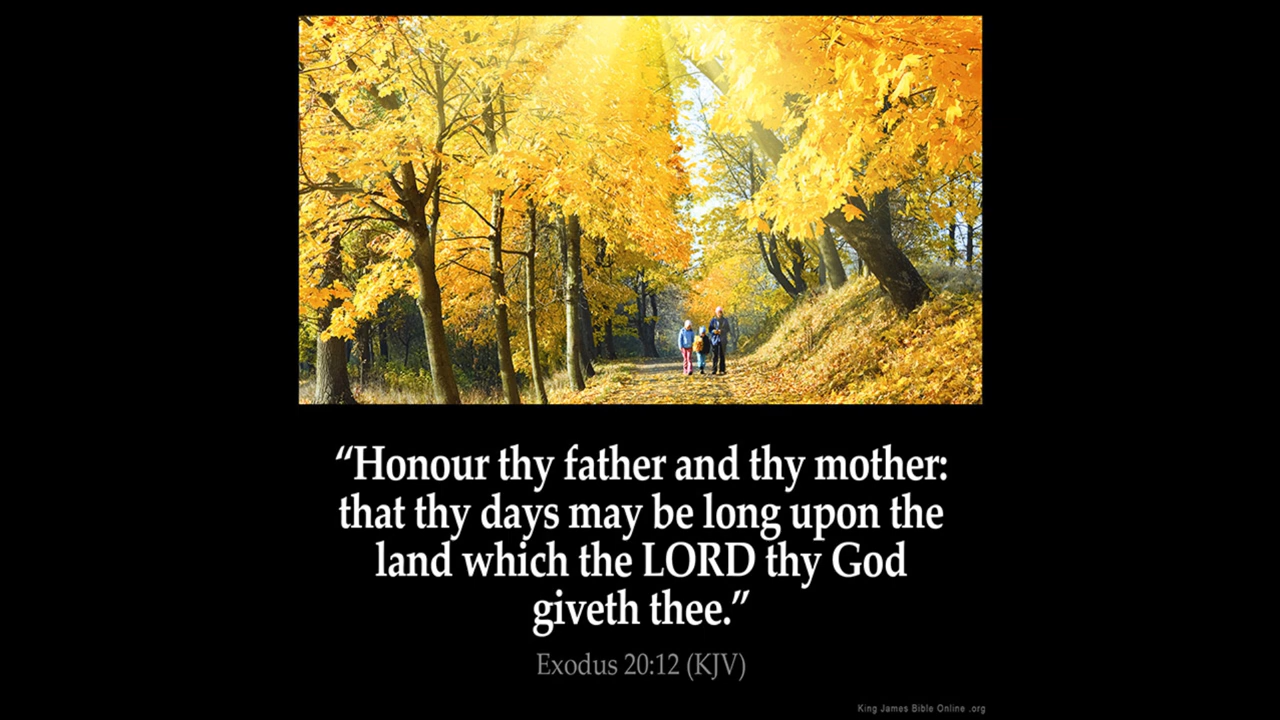 “Honour thy father and thy mother:
that thy days may be long upon the
land which the LORD thy God
giveth thee.”
Exodus 20:12 (KJV)
King James Bible Online .org